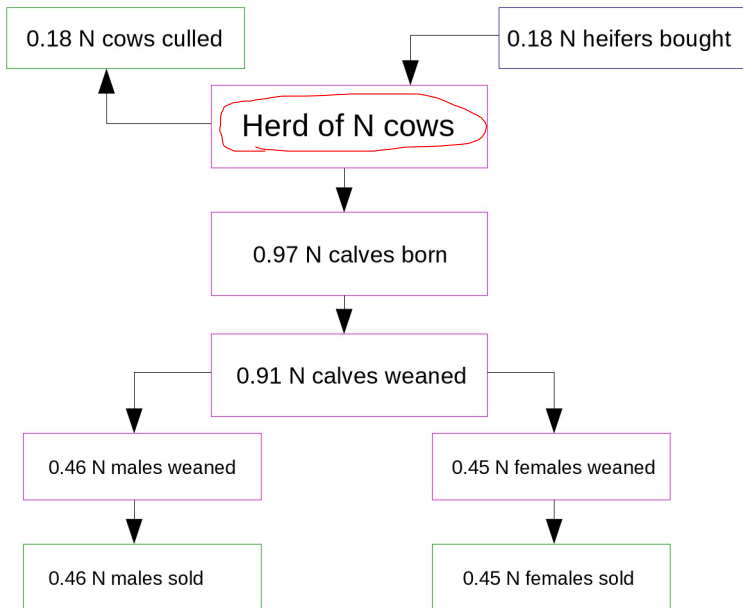 0.18 N cows culled
0.18 N heifers bought
Herd of N cows
0.97 N calves born
0.91 N calves weaned
0.46 N males weaned
0.45 N females weaned
0.46 N males sold
0.45 N females sold